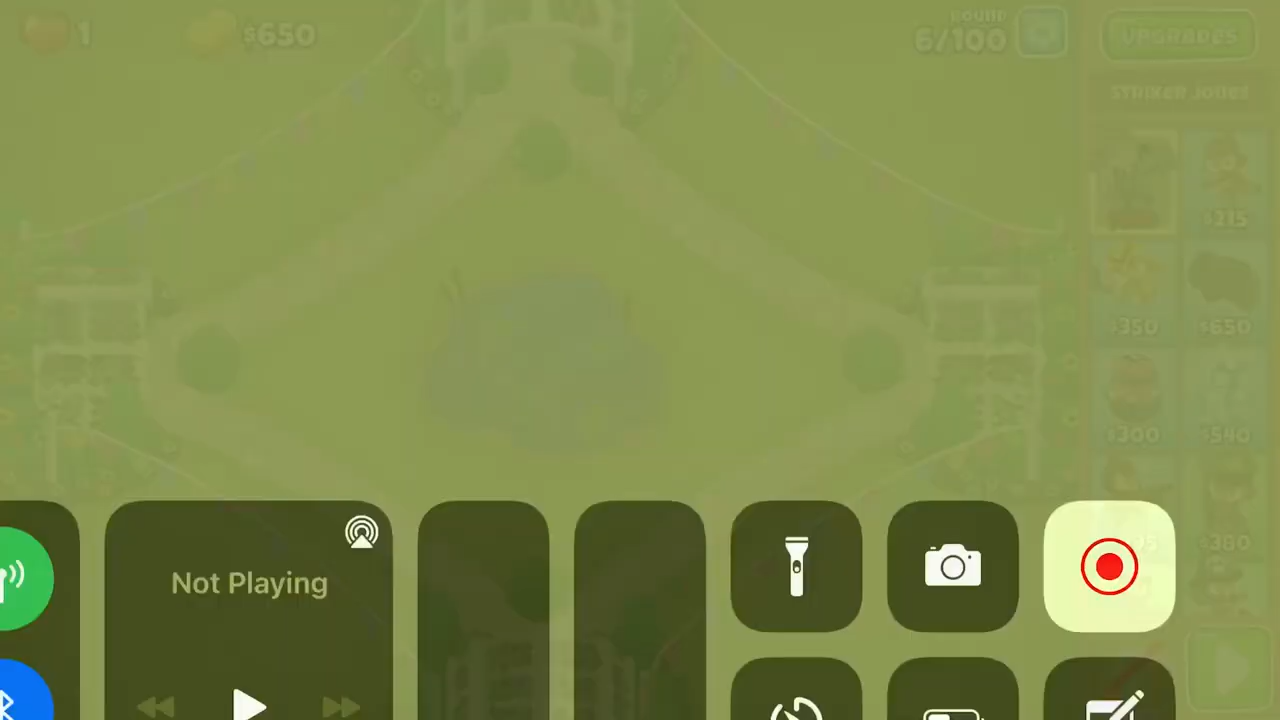 1
$650
ROUND
6/100
UPGRADES
STRIKER JONES
$215
$350
$650
$300
$540
$380
Not Playing